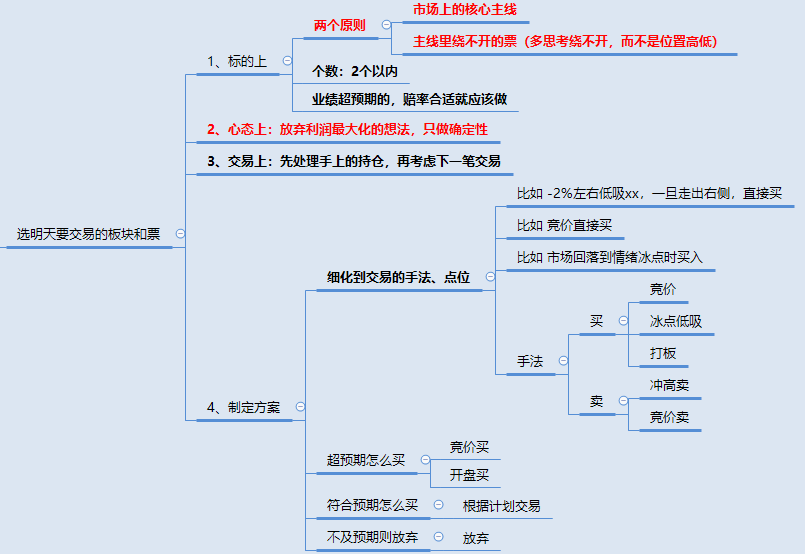 选明天要交易的板块和票
1、标的上
两个原则
市场上的核心主线
主线里绕不开的票（多思考绕不开，而不是位置高低）
个数：2个以内
业绩超预期的，赔率合适就应该做
2、心态上：放弃利润最大化的想法，只做确定性
3、交易上：先处理手上的持仓，再考虑下一笔交易
4、制定方案
细化到交易的手法、点位
比如 -2%左右低吸xx，一旦走出右侧，直接买
比如 竞价直接买
比如 市场回落到情绪冰点时买入
手法
买
竞价
冰点低吸
打板
卖
冲高卖
竞价卖
超预期怎么买
竞价买
开盘买
符合预期怎么买
根据计划交易
不及预期则放弃
放弃